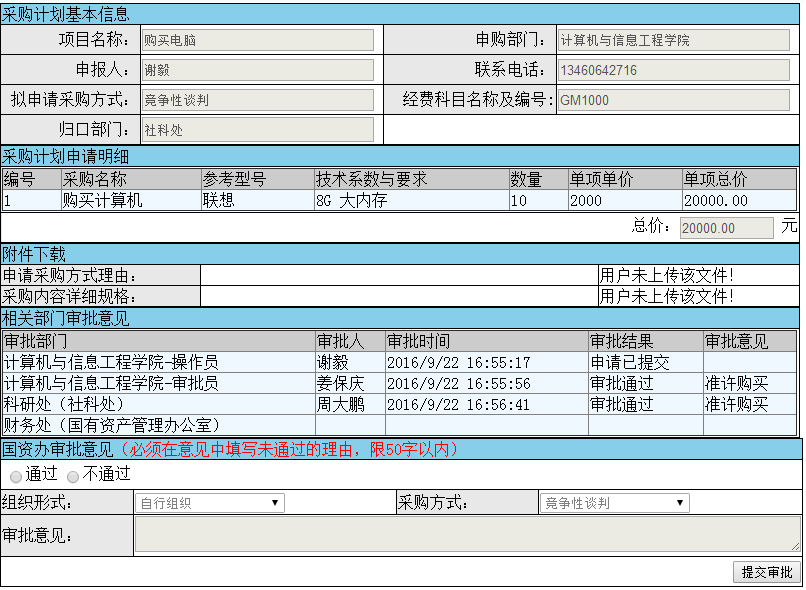 采购计划基本信息
项目名称： 购买电脑 申购部门： 计算机与信息工程学院
申报人： 谢毅 联系电话： 13460642716
拟申请采购方式： 竞争性谈判 经费科目名称及编号： GM1000
归口部门： 社科处
采购计划申请明细
编号 采购名称 参考型号 技术系数与要求 数量 单项单价 单项总价
1 购买计算机 联想 8G 大内存 10 2000 20000.00
总价： 20000.00 元
附件下载
申请采购方式理由： 用户未上传该文件！
采购内容详细规格： 用户未上传该文件！
相关部门审批意见
审批部门 审批人 审批时间 审批结果 审批意见
计算机与信息工程学院-操作员 谢毅 2016/9/22 16:55:17 申请已提交
计算机与信息工程学院-审批员 姜保庆 2016/9/22 16:55:56 审批通过 准许购买
科研处（社科处） 周大鹏 2016/9/22 16:56:41 审批通过 准许购买
财务处（国有资产管理办公室）
国资办审批意见（必须在意见中填写未通过的理由，限50字以内）
通过 不通过
组织形式： 自行组织 采购方式： 竞争性谈判
审批意见：
提交审批